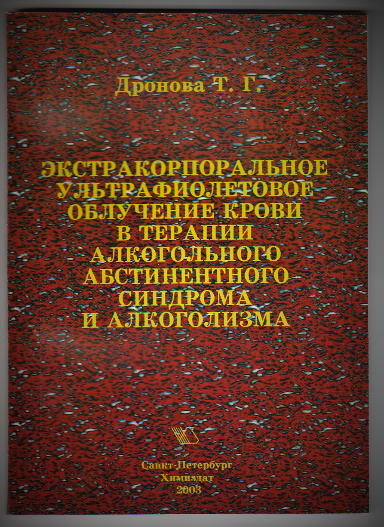 Дронова Т. Г.
ЭКСТРАКОРПОРАЛЬНОЕ
УЛЬТРАФИОЛЕТОВОЕ
ОБЛУЧЕНИЕ КРОВИ
В ТЕРАПИИ
АЛКОГОЛЬНОГО
АБСТИНЕНТНОГО
СИНДРОМА
И АЛКОГОЛИЗМА
Санкт-Петербург
Химиздат
2003